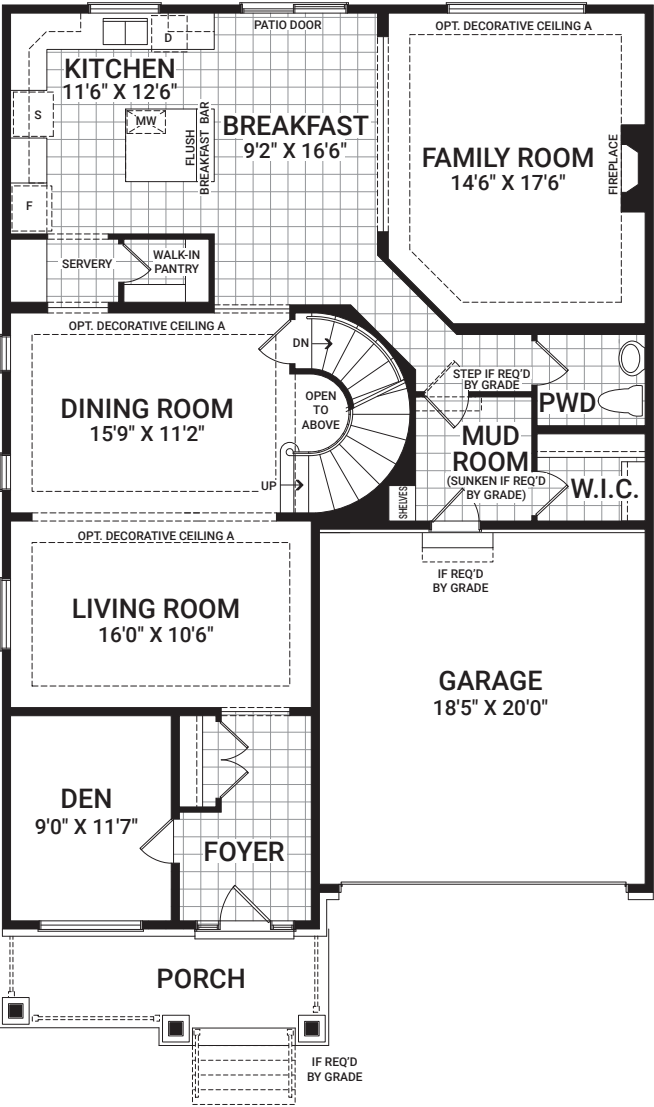 PATIO DOOR
OPT. DECORATIVE CEILING A
D
KITCHEN
11'6" X 12'6"
S
MW
FLUSH
BREAKFAST BAR
BREAKFAST
9'2" X 16'6"
FAMILY ROOM
14'6" X 17'6"
FIREPLACE
F
SERVERY
WALK-IN
PANTRY
OPT. DECORATIVE CEILING A
OPT. DECORATIVE CEILING A
DN
STEP IF REQ'D
BY GRADE
OPEN
TO
ABOVE
PWD
DINING ROOM
15'9" X 11'2"
MUD
ROOM
(SUNKEN IF REQ'D
BY GRADE)
W.I.C.
UP
SHELVES
OPT. DECORATIVE CEILING A
IF REQ'D
BY GRADE
LIVING ROOM
16'0" X 10'6"
GARAGE
18'5" X 20'0"
DEN
9'0" X 11'7"
FOYER
PORCH
IF REQ'D
BY GRADE